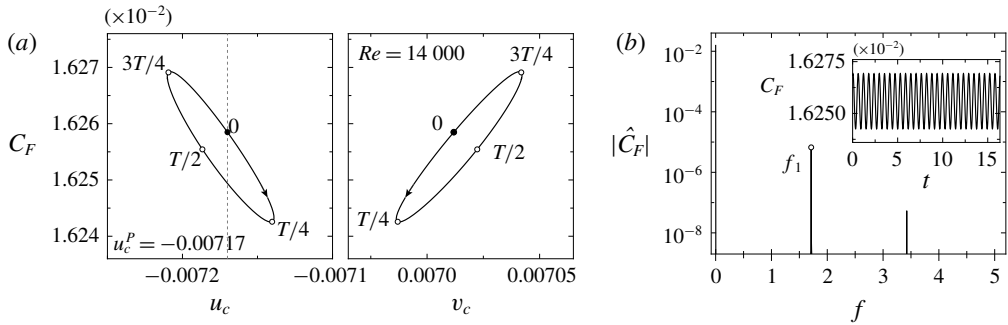 (a)
(×10⁻²)
1.627
1.626
1.625
1.624
C_F
3T/4
0
T/2
T/4
u_c^P = −0.00717
−0.0072
−0.0071
u_c
Re = 14 000
3T/4
0
T/2
T/4
−0.0070
−0.00705
v_c
(b)
10⁻²
10⁻⁴
10⁻⁶
10⁻⁸
|Ĉ_F|
f₁
(×10⁻²)
1.6275
1.6250
C_F
0 5 10 15
t
0 1 2 3 4 5
f